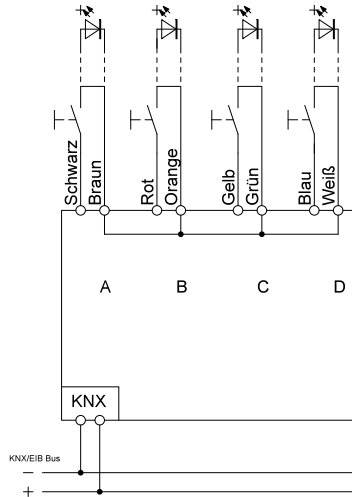 Schwarz
Braun
Rot
Orange
Gelb
Grün
Blau
Weiß
A B C D
KNX
KNX/EIB Bus
−
+